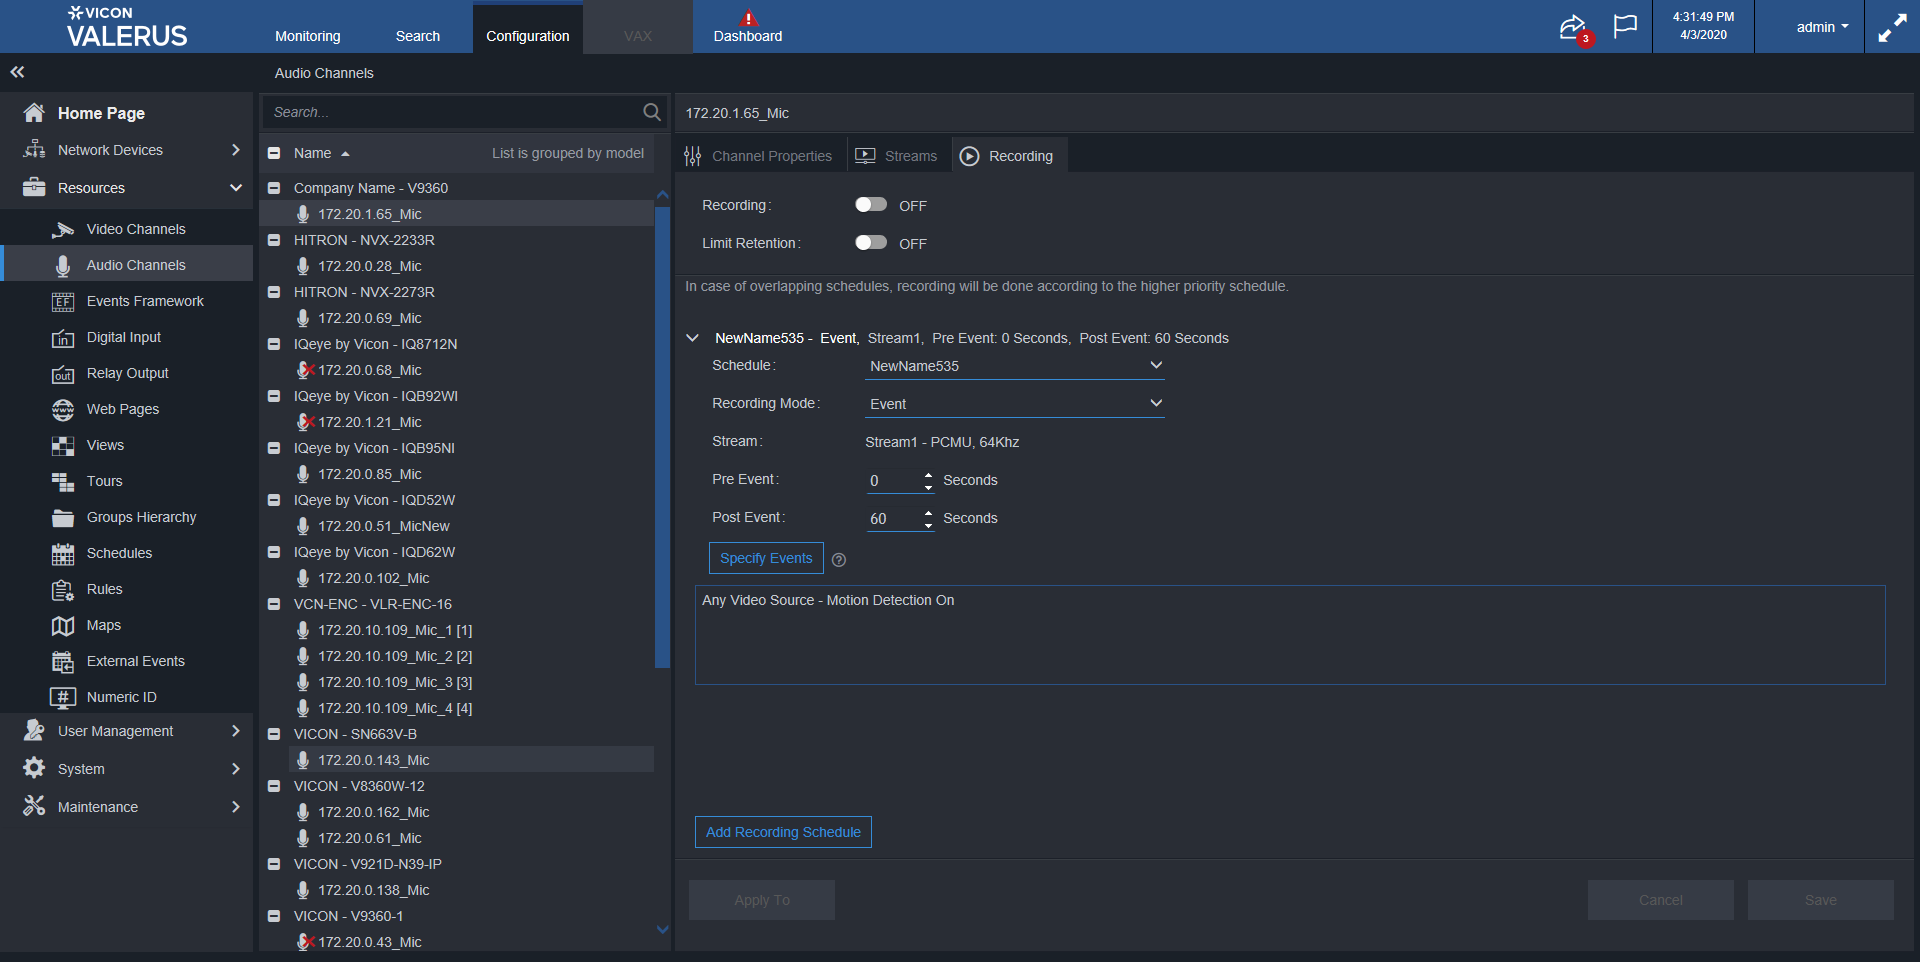 VICON
VALERUS
Monitoring
Search
Configuration
VAX
Dashboard
3
4:31:49 PM
4/3/2020
admin
Audio Channels
Home Page
Network Devices
Resources
Video Channels
Audio Channels
EF
Events Framework
in
Digital Input
out
Relay Output
www
Web Pages
Views
Tours
Groups Hierarchy
Schedules
Rules
Maps
External Events
#
Numeric ID
User Management
System
Maintenance
Search...
Name
List is grouped by model
Company Name - V9360
172.20.1.65_Mic
HITRON - NVX-2233R
172.20.0.28_Mic
HITRON - NVX-2273R
172.20.0.69_Mic
IQeye by Vicon - IQ8712N
172.20.0.68_Mic
IQeye by Vicon - IQB92WI
172.20.1.21_Mic
IQeye by Vicon - IQB95NI
172.20.0.85_Mic
IQeye by Vicon - IQD52W
172.20.0.51_MicNew
IQeye by Vicon - IQD62W
172.20.0.102_Mic
VCN-ENC - VLR-ENC-16
172.20.10.109_Mic_1 [1]
172.20.10.109_Mic_2 [2]
172.20.10.109_Mic_3 [3]
172.20.10.109_Mic_4 [4]
VICON - SN663V-B
172.20.0.143_Mic
VICON - V8360W-12
172.20.0.162_Mic
172.20.0.61_Mic
VICON - V921D-N39-IP
172.20.0.138_Mic
VICON - V9360-1
172.20.0.43_Mic
172.20.1.65_Mic
Channel Properties
Streams
Recording
Recording: OFF
Limit Retention: OFF
In case of overlapping schedules, recording will be done according to the higher priority schedule.
NewName535 - Event, Stream1, Pre Event: 0 Seconds, Post Event: 60 Seconds
Schedule: NewName535
Recording Mode: Event
Stream: Stream1 - PCMU, 64Khz
Pre Event: 0 Seconds
Post Event: 60 Seconds
Specify Events ?
Any Video Source - Motion Detection On
Add Recording Schedule
Apply To
Cancel
Save